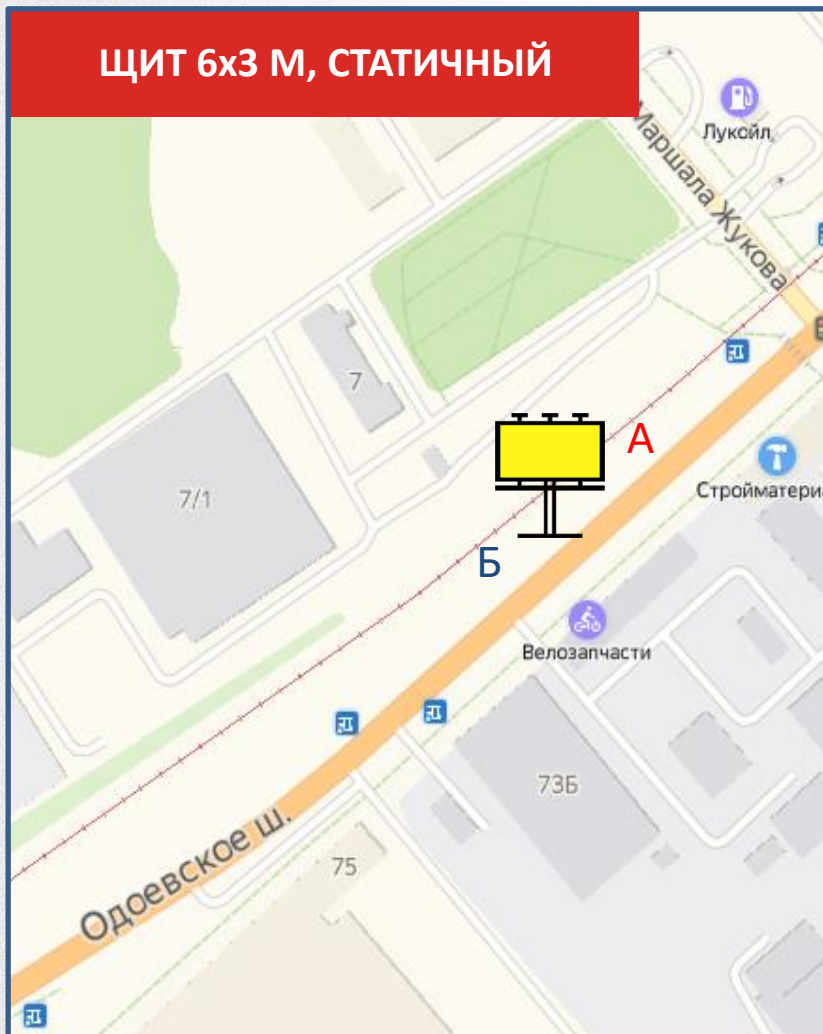 ЩИТ 6х3 М, СТАТИЧНЫЙ
Лукойл
Маршала Жукова
7
А
7/1
Стройматериа
Б
Велозапчасти
73Б
Одоевское ш.
75